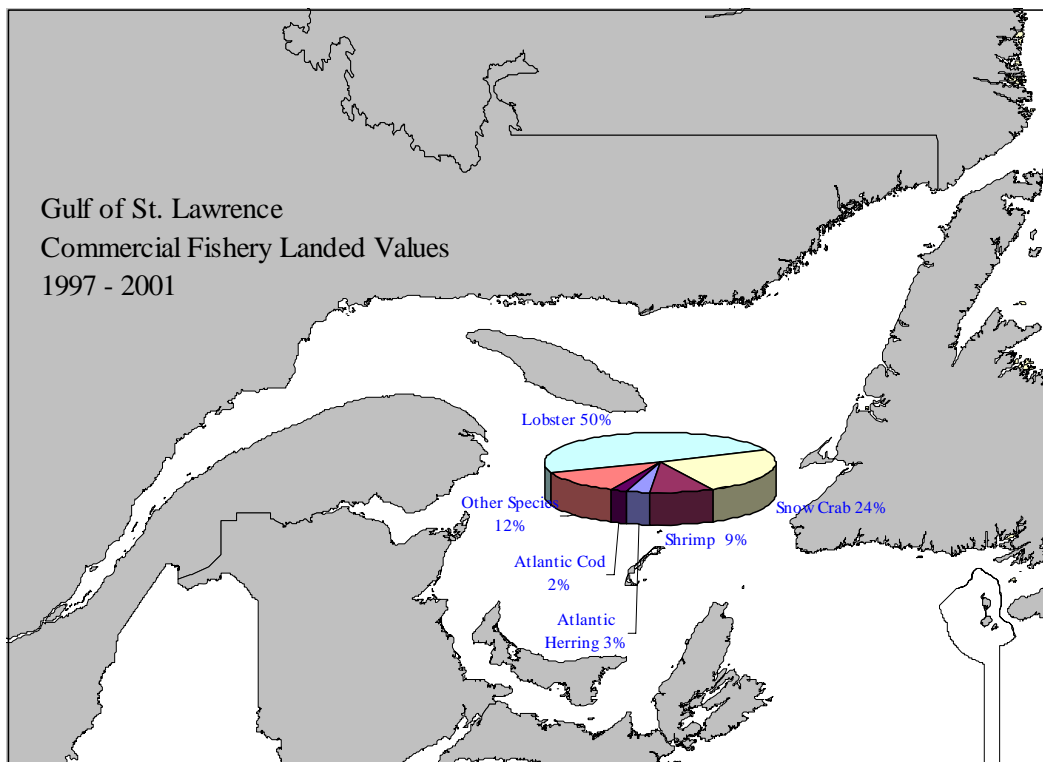 Gulf of St. Lawrence
Commercial Fishery Landed Values
1997 - 2001
Lobster 50%
Other Species
12%
Snow Crab 24%
Shrimp 9%
Atlantic Cod
2%
Atlantic
Herring 3%